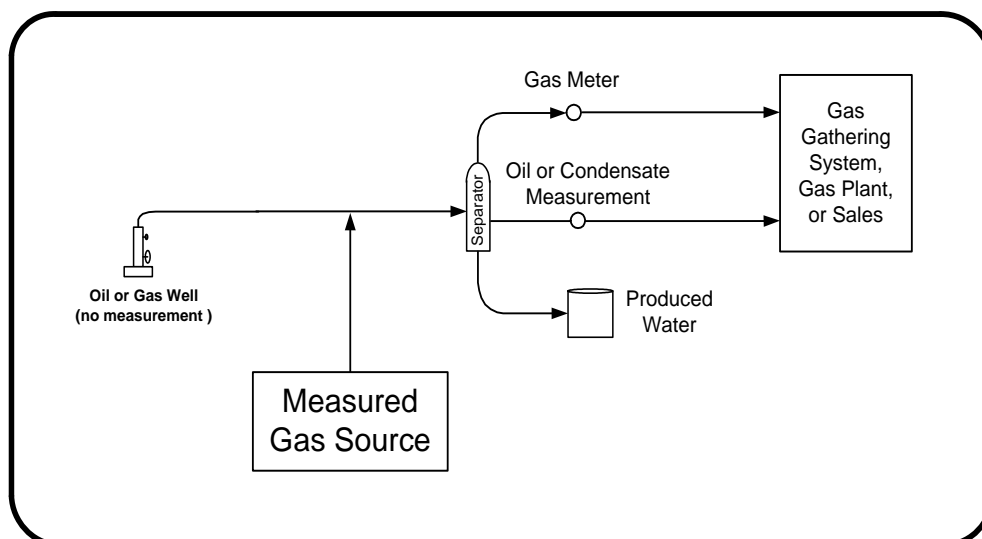 Gas Meter
Oil or Condensate
Measurement
Gas
Gathering
System,
Gas Plant,
or Sales
Separator
Oil or Gas Well
(no measurement )
Produced
Water
Measured
Gas Source